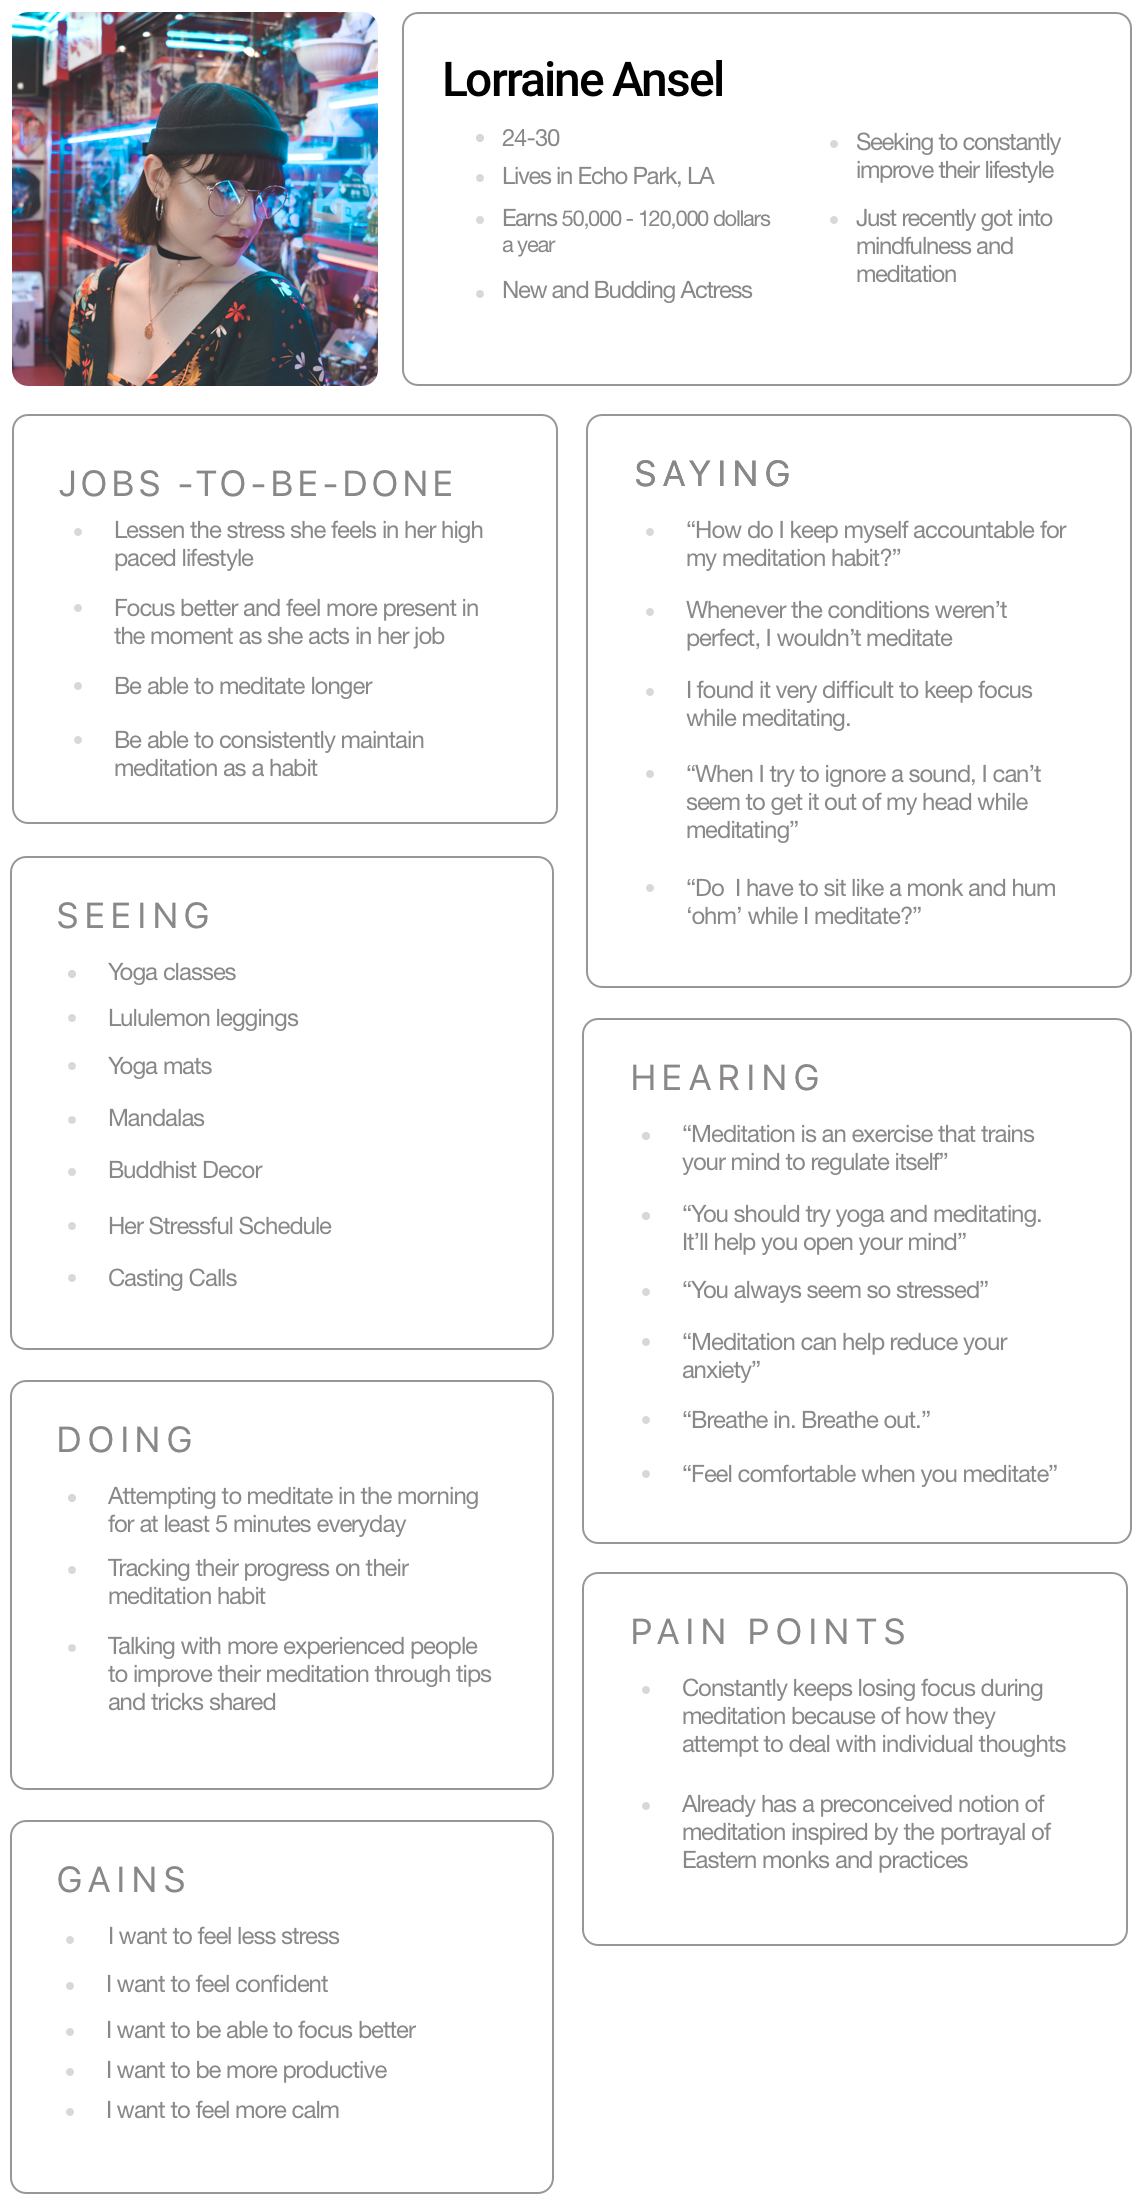 Lorraine Ansel
24-30
Lives in Echo Park, LA
Earns 50,000 - 120,000 dollars
a year
New and Budding Actress
Seeking to constantly
improve their lifestyle
Just recently got into
mindfulness and
meditation
JOBS -TO-BE-DONE
Lessen the stress she feels in her high
paced lifestyle
Focus better and feel more present in
the moment as she acts in her job
Be able to meditate longer
Be able to consistently maintain
meditation as a habit
SAYING
“How do I keep myself accountable for
my meditation habit?”
Whenever the conditions weren’t
perfect, I wouldn’t meditate
I found it very difficult to keep focus
while meditating.
“When I try to ignore a sound, I can’t
seem to get it out of my head while
meditating”
“Do  I have to sit like a monk and hum
‘ohm’ while I meditate?”
SEEING
Yoga classes
Lululemon leggings
Yoga mats
Mandalas
Buddhist Decor
Her Stressful Schedule
Casting Calls
HEARING
“Meditation is an exercise that trains
your mind to regulate itself”
“You should try yoga and meditating.
It’ll help you open your mind”
“You always seem so stressed”
“Meditation can help reduce your
anxiety”
“Breathe in. Breathe out.”
“Feel comfortable when you meditate”
DOING
Attempting to meditate in the morning
for at least 5 minutes everyday
Tracking their progress on their
meditation habit
Talking with more experienced people
to improve their meditation through tips
and tricks shared
PAIN POINTS
Constantly keeps losing focus during
meditation because of how they
attempt to deal with individual thoughts
Already has a preconceived notion of
meditation inspired by the portrayal of
Eastern monks and practices
GAINS
I want to feel less stress
I want to feel confident
I want to be able to focus better
I want to be more productive
I want to feel more calm